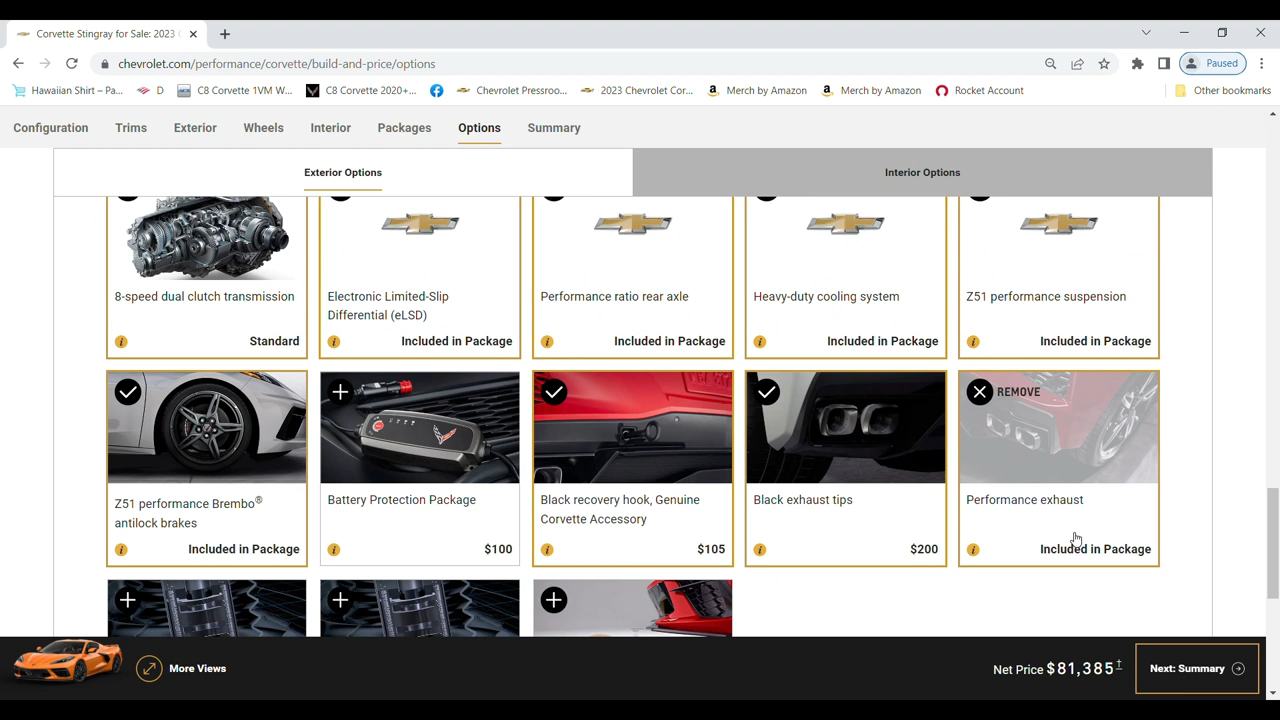 Corvette Stingray for Sale: 2023
chevrolet.com/performance/corvette/build-and-price/options
Paused
Hawaiian Shirt – Pa...
D
C8 Corvette 1VM W...
C8 Corvette 2020+...
Chevrolet Pressroo...
2023 Chevrolet Cor...
Merch by Amazon
Merch by Amazon
Rocket Account
Other bookmarks
Configuration
Trims
Exterior
Wheels
Interior
Packages
Options
Summary
Exterior Options
Interior Options
8-speed dual clutch transmission
Standard
Electronic Limited-Slip
Differential (eLSD)
Included in Package
Performance ratio rear axle
Included in Package
Heavy-duty cooling system
Included in Package
Z51 performance suspension
Included in Package
Z51 performance Brembo®
antilock brakes
Included in Package
Battery Protection Package
$100
Black recovery hook, Genuine
Corvette Accessory
$105
Black exhaust tips
$200
REMOVE
Performance exhaust
Included in Package
More Views
Net Price $81,385†
Next: Summary